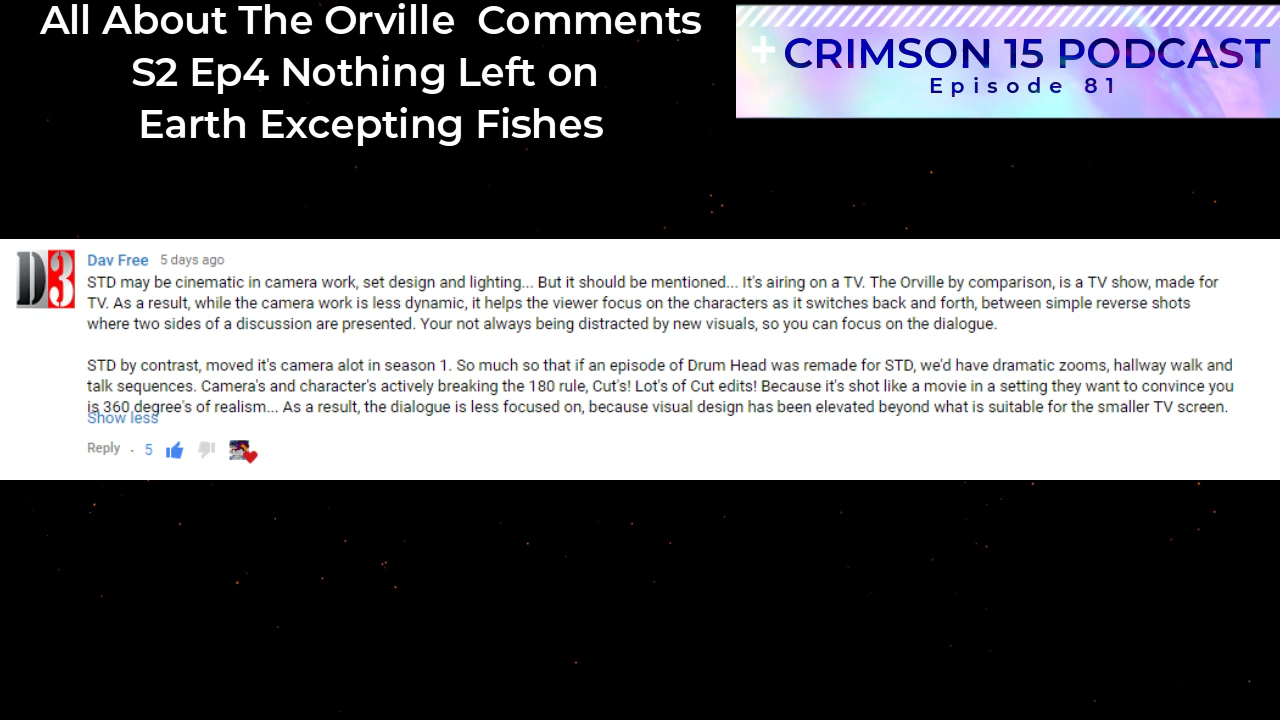 All About The Orville Comments
S2 Ep4 Nothing Left on
Earth Excepting Fishes
+ CRIMSON 15 PODCAST
Episode 81
D3
Dav Free 5 days ago
STD may be cinematic in camera work, set design and lighting... But it should be mentioned... It's airing on a TV. The Orville by comparison, is a TV show, made for
TV. As a result, while the camera work is less dynamic, it helps the viewer focus on the characters as it switches back and forth, between simple reverse shots
where two sides of a discussion are presented. Your not always being distracted by new visuals, so you can focus on the dialogue.
STD by contrast, moved it's camera alot in season 1. So much so that if an episode of Drum Head was remade for STD, we'd have dramatic zooms, hallway walk and
talk sequences. Camera's and character's actively breaking the 180 rule, Cut's! Lot's of Cut edits! Because it's shot like a movie in a setting they want to convince you
is 360 degree's of realism... As a result, the dialogue is less focused on, because visual design has been elevated beyond what is suitable for the smaller TV screen.
Show less
Reply · 5